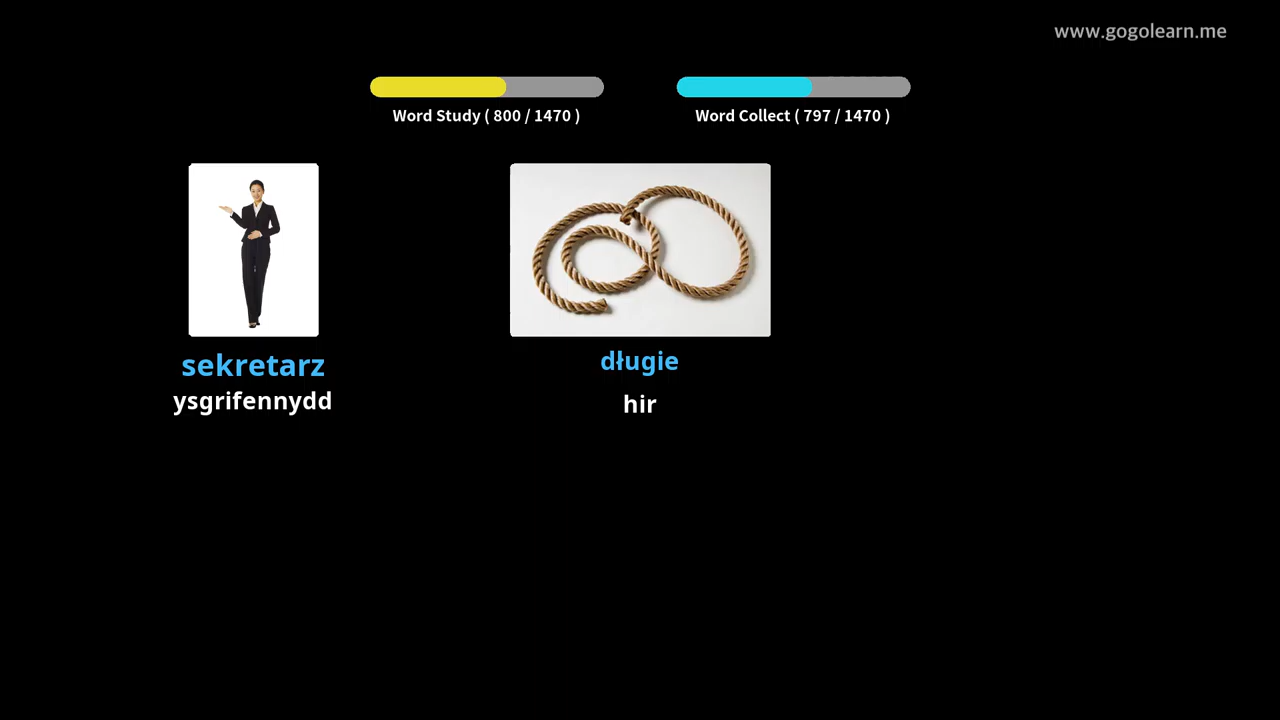 www.gogolearn.me
Word Study ( 800 / 1470 )
Word Collect ( 797 / 1470 )
sekretarz
ysgrifennydd
długie
hir